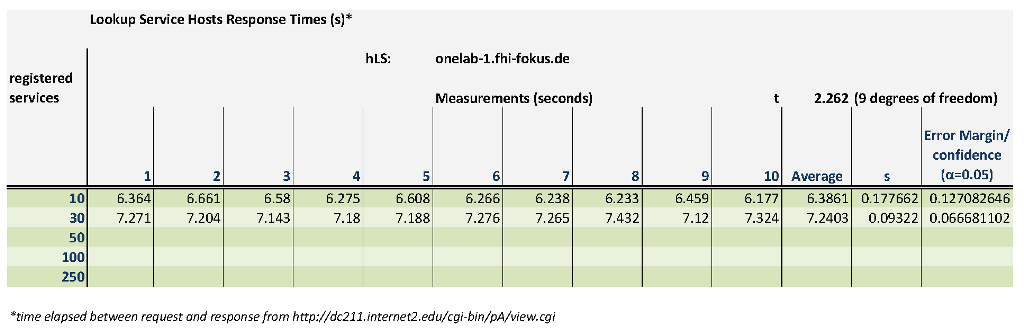 Lookup Service Hosts Response Times (s)*
hLS: onelab-1.fhi-fokus.de
registered
services Measurements (seconds) t 2.262 (9 degrees of freedom)
Error Margin/
confidence
1 2 3 4 5 6 7 8 9 10 Average s (α=0.05)
10 6.364 6.661 6.58 6.275 6.608 6.266 6.238 6.233 6.459 6.177 6.3861 0.177662 0.127082646
30 7.271 7.204 7.143 7.18 7.188 7.276 7.265 7.432 7.12 7.324 7.2403 0.09322 0.066681102
50
100
250
*time elapsed between request and response from http://dc211.internet2.edu/cgi-bin/pA/view.cgi